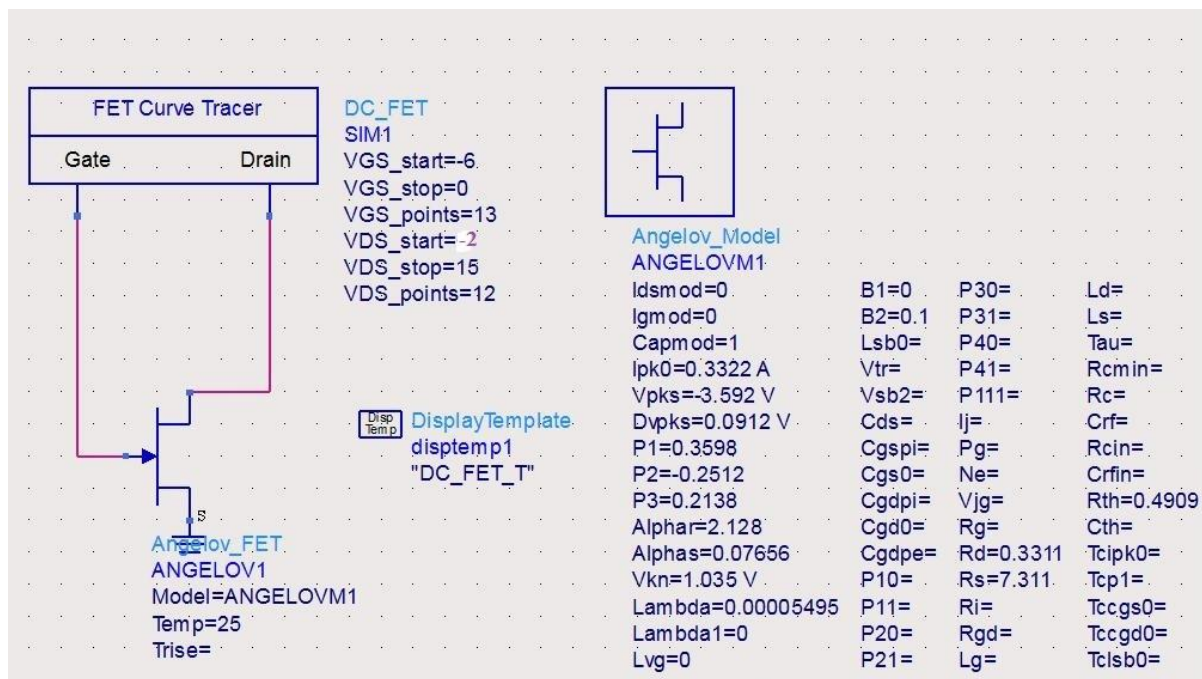 FET Curve Tracer
Gate Drain
DC_FET
SIM1
VGS_start=-6
VGS_stop=0
VGS_points=13
VDS_start=-2
VDS_stop=15
VDS_points=12
S
Angelov_FET
ANGELOV1
Model=ANGELOVM1
Temp=25
Trise=
Disp
Temp
DisplayTemplate
disptemp1
"DC_FET_T"
Angelov_Model
ANGELOVM1
Idsmod=0
Igmod=0
Capmod=1
Ipk0=0.3322 A
Vpks=-3.592 V
Dvpks=0.0912 V
P1=0.3598
P2=-0.2512
P3=0.2138
Alphar=2.128
Alphas=0.07656
Vkn=1.035 V
Lambda=0.00005495
Lambda1=0
Lvg=0
B1=0
B2=0.1
Lsb0=
Vtr=
Vsb2=
Cds=
Cgspi=
Cgs0=
Cgdpi=
Cgd0=
Cgdpe=
P10=
P11=
P20=
P21=
P30=
P31=
P40=
P41=
P111=
Ij=
Pg=
Ne=
Vjg=
Rg=
Rd=0.3311
Rs=7.311
Ri=
Rgd=
Lg=
Ld=
Ls=
Tau=
Rcmin=
Rc=
Crf=
Rcin=
Crfin=
Rth=0.4909
Cth=
Tcipk0=
Tcp1=
Tccgs0=
Tccgd0=
Tclsb0=